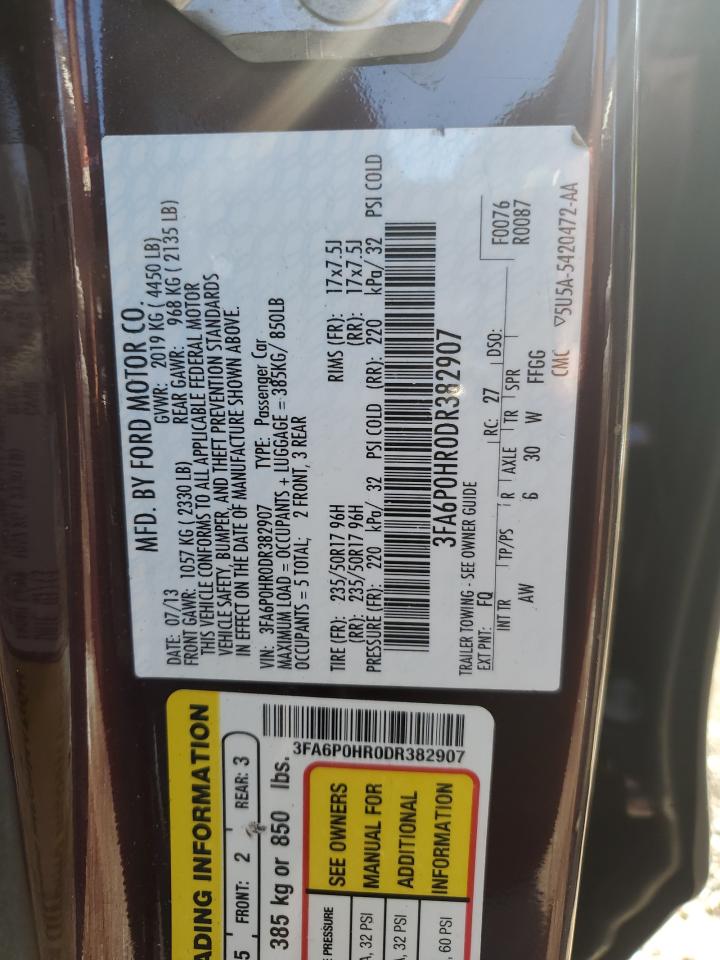 MFD. BY FORD MOTOR CO.
DATE: 07/13 GVWR: 2019 KG ( 4450 LB)
FRONT GAWR: 1057 KG ( 2330 LB) REAR GAWR: 968 KG ( 2135 LB)
THIS VEHICLE CONFORMS TO ALL APPLICABLE FEDERAL MOTOR
VEHICLE SAFETY, BUMPER, AND THEFT PREVENTION STANDARDS
IN EFFECT ON THE DATE OF MANUFACTURE SHOWN ABOVE.
VIN: 3FA6P0HR0DR382907 TYPE: Passenger Car
MAXIMUM LOAD = OCCUPANTS + LUGGAGE = 385KG/ 850LB
OCCUPANTS = 5 TOTAL; 2 FRONT, 3 REAR
TIRE (FR): 235/50R17 96H RIMS (FR): 17x7.5J
(RR): 235/50R17 96H (RR): 17x7.5J
PRESSURE (FR): 220 kPa/ 32 PSI COLD (RR): 220 kPa/ 32 PSI COLD
3FA6P0HR0DR382907
TRAILER TOWING - SEE OWNER GUIDE F0076
EXT PNT: FQ RC: 27 DSO: R0087
INT TR TP/PS R AXLE TR SPR
AW 6 30 W FFGG
CMC ▽5U5A-5420472-AA
ADING INFORMATION
5 FRONT: 2 REAR: 3
385 kg or 850 lbs.
3FA6P0HR0DR382907
E PRESSURE
A, 32 PSI
A, 32 PSI
, 60 PSI
SEE OWNERS
MANUAL FOR
ADDITIONAL
INFORMATION